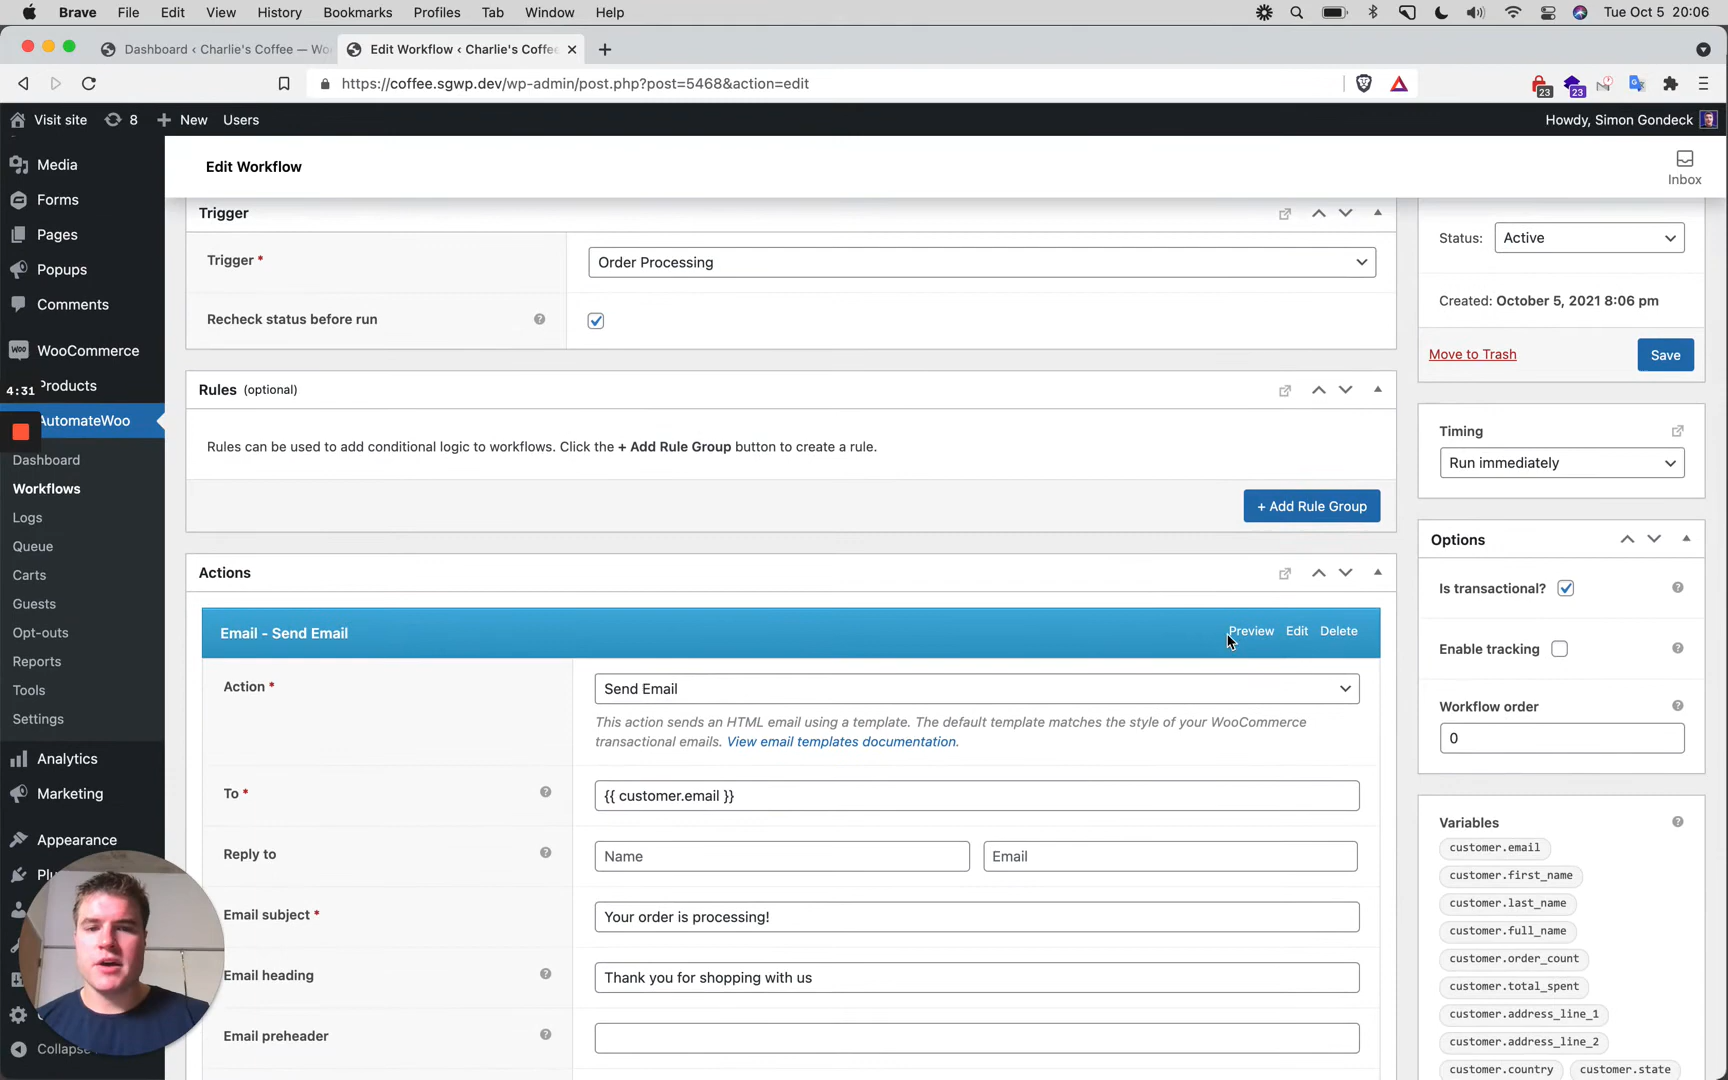 Brave File Edit View History Bookmarks Profiles Tab Window Help Tue Oct 5 20:06
Dashboard ‹ Charlie's Coffee — Wo
Edit Workflow ‹ Charlie's Coffe
https://coffee.sgwp.dev/wp-admin/post.php?post=5468&action=edit
23
23
Visit site 8 New Users
Howdy, Simon Gondeck
Media
Forms
Pages
Popups
Comments
WooCommerce
4:31
Products
AutomateWoo
Dashboard
Workflows
Logs
Queue
Carts
Guests
Opt-outs
Reports
Tools
Settings
Analytics
Marketing
Appearance
Collapse
Edit Workflow
Inbox
Trigger
Trigger *
Order Processing
Recheck status before run
Rules (optional)
Rules can be used to add conditional logic to workflows. Click the + Add Rule Group button to create a rule.
+ Add Rule Group
Actions
Email - Send Email
Preview Edit Delete
Action *
Send Email
This action sends an HTML email using a template. The default template matches the style of your WooCommerce
transactional emails. View email templates documentation.
To *
{{ customer.email }}
Reply to
Name
Email
Email subject *
Your order is processing!
Email heading
Thank you for shopping with us
Email preheader
Status: Active
Created: October 5, 2021 8:06 pm
Move to Trash
Save
Timing
Run immediately
Options
Is transactional?
Enable tracking
Workflow order
0
Variables
customer.email
customer.first_name
customer.last_name
customer.full_name
customer.order_count
customer.total_spent
customer.address_line_1
customer.address_line_2
customer.country customer.state